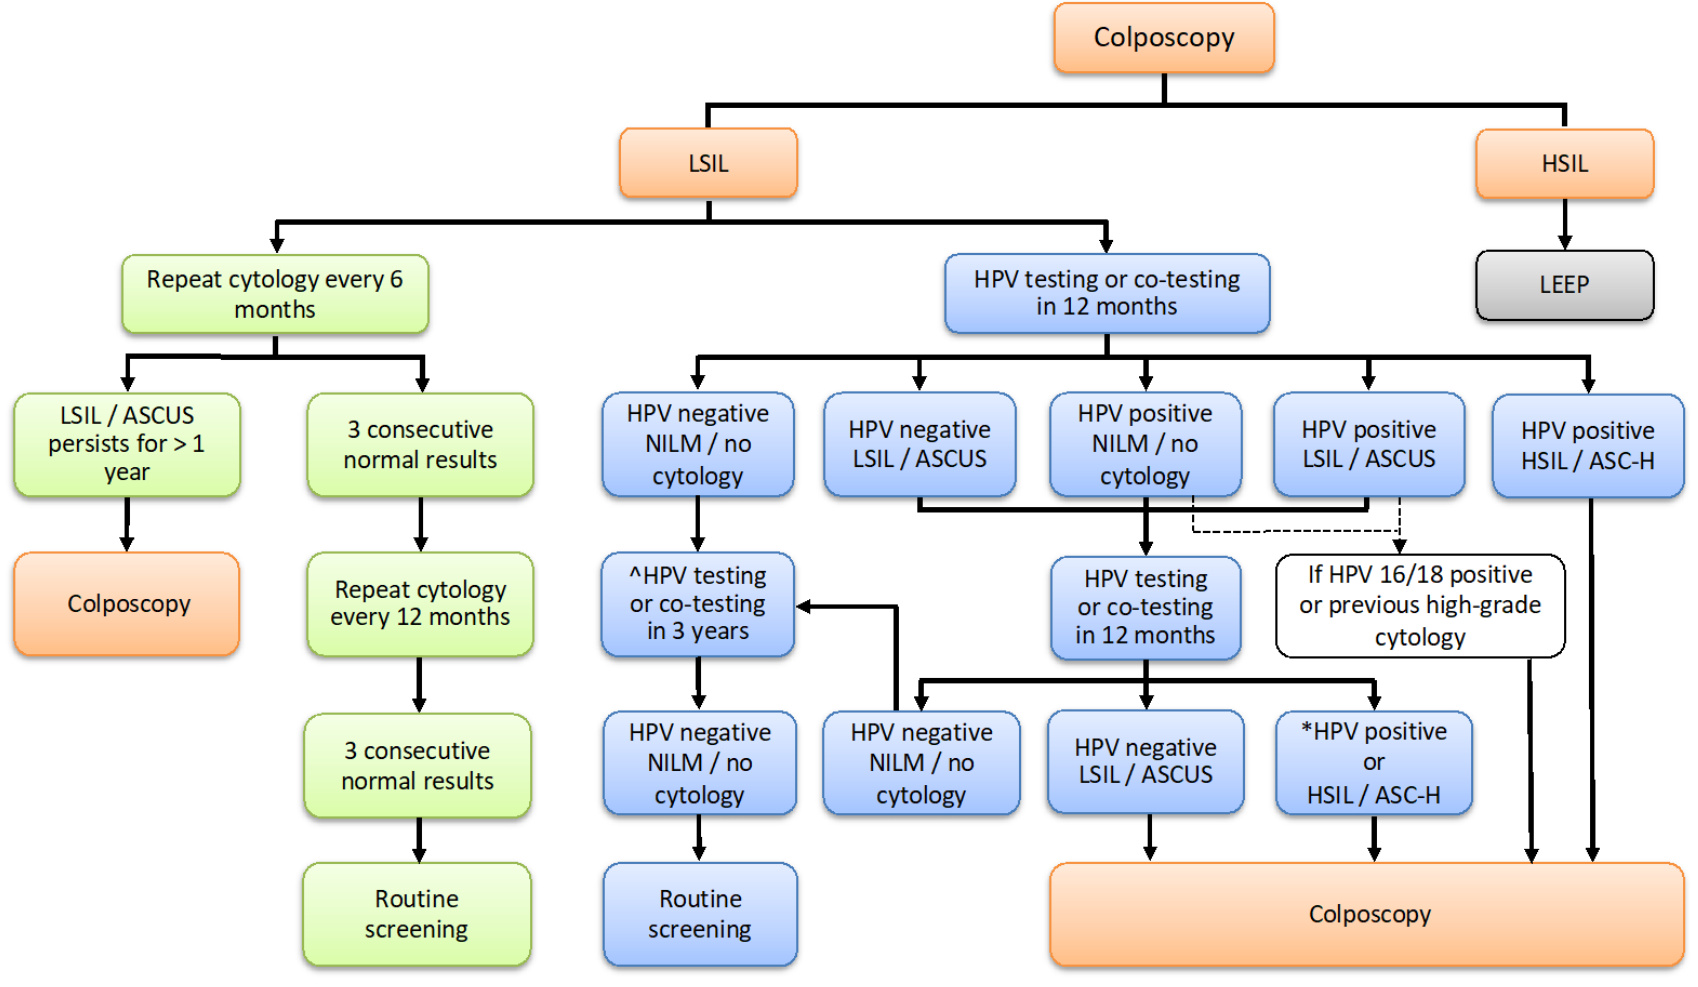 Colposcopy
LSIL
HSIL
Repeat cytology every 6
months
HPV testing or co-testing
in 12 months
LEEP
LSIL / ASCUS
persists for > 1
year
3 consecutive
normal results
HPV negative
NILM / no
cytology
HPV negative
LSIL / ASCUS
HPV positive
NILM / no
cytology
HPV positive
LSIL / ASCUS
HPV positive
HSIL / ASC-H
Colposcopy
Repeat cytology
every 12 months
^HPV testing
or co-testing
in 3 years
HPV testing
or co-testing
in 12 months
If HPV 16/18 positive
or previous high-grade
cytology
3 consecutive
normal results
HPV negative
NILM / no
cytology
HPV negative
NILM / no
cytology
HPV negative
LSIL / ASCUS
*HPV positive
or
HSIL / ASC-H
Routine
screening
Routine
screening
Colposcopy